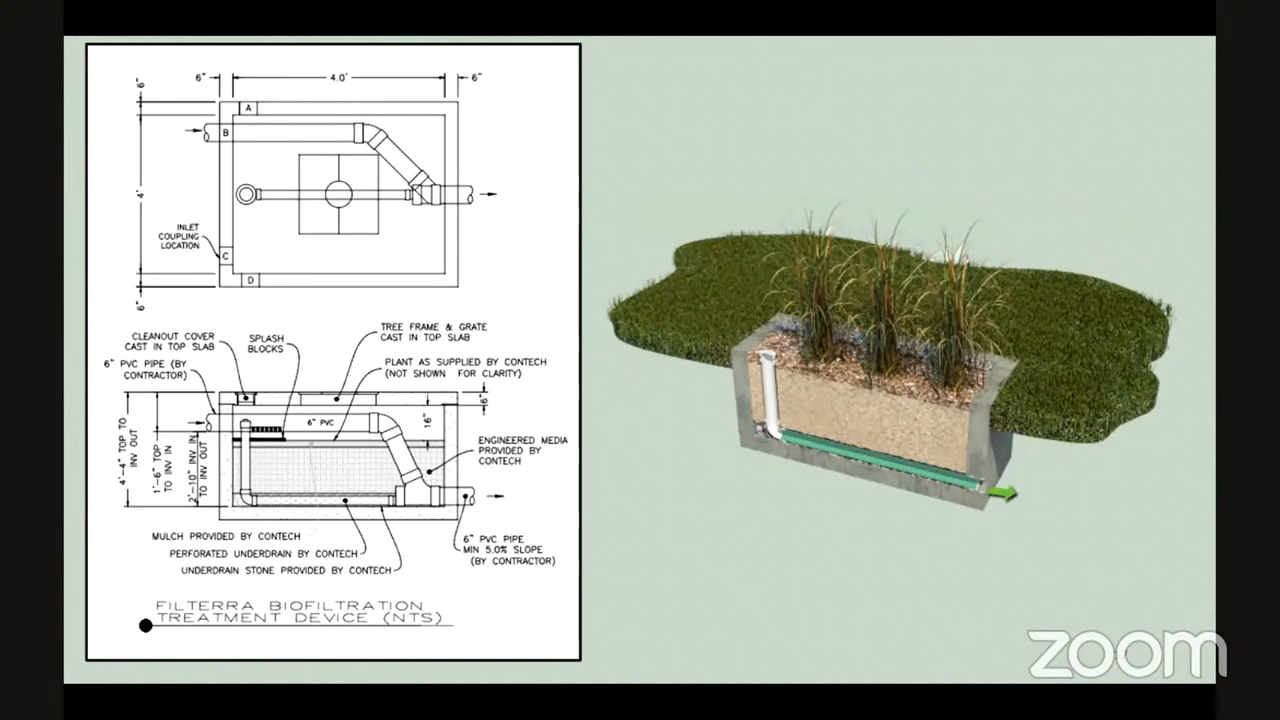 6"
4.0'
6"
6"
A
B
4'
INLET
COUPLING
LOCATION
C
D
6"
CLEANOUT COVER
CAST IN TOP SLAB
SPLASH
BLOCKS
TREE FRAME & GRATE
CAST IN TOP SLAB
6" PVC PIPE (BY
CONTRACTOR)
PLANT AS SUPPLIED BY CONTECH
(NOT SHOWN FOR CLARITY)
6"
6" PVC
16"
4'-4" TOP TO
INV OUT
1'-6" TOP
TO INV IN
2'-10" INV IN
TO INV OUT
ENGINEERED MEDIA
PROVIDED BY
CONTECH
MULCH PROVIDED BY CONTECH
PERFORATED UNDERDRAIN BY CONTECH
UNDERDRAIN STONE PROVIDED BY CONTECH
6" PVC PIPE
MIN 5.0% SLOPE
(BY CONTRACTOR)
FILTERRA BIOFILTRATION
TREATMENT DEVICE (NTS)
zoom